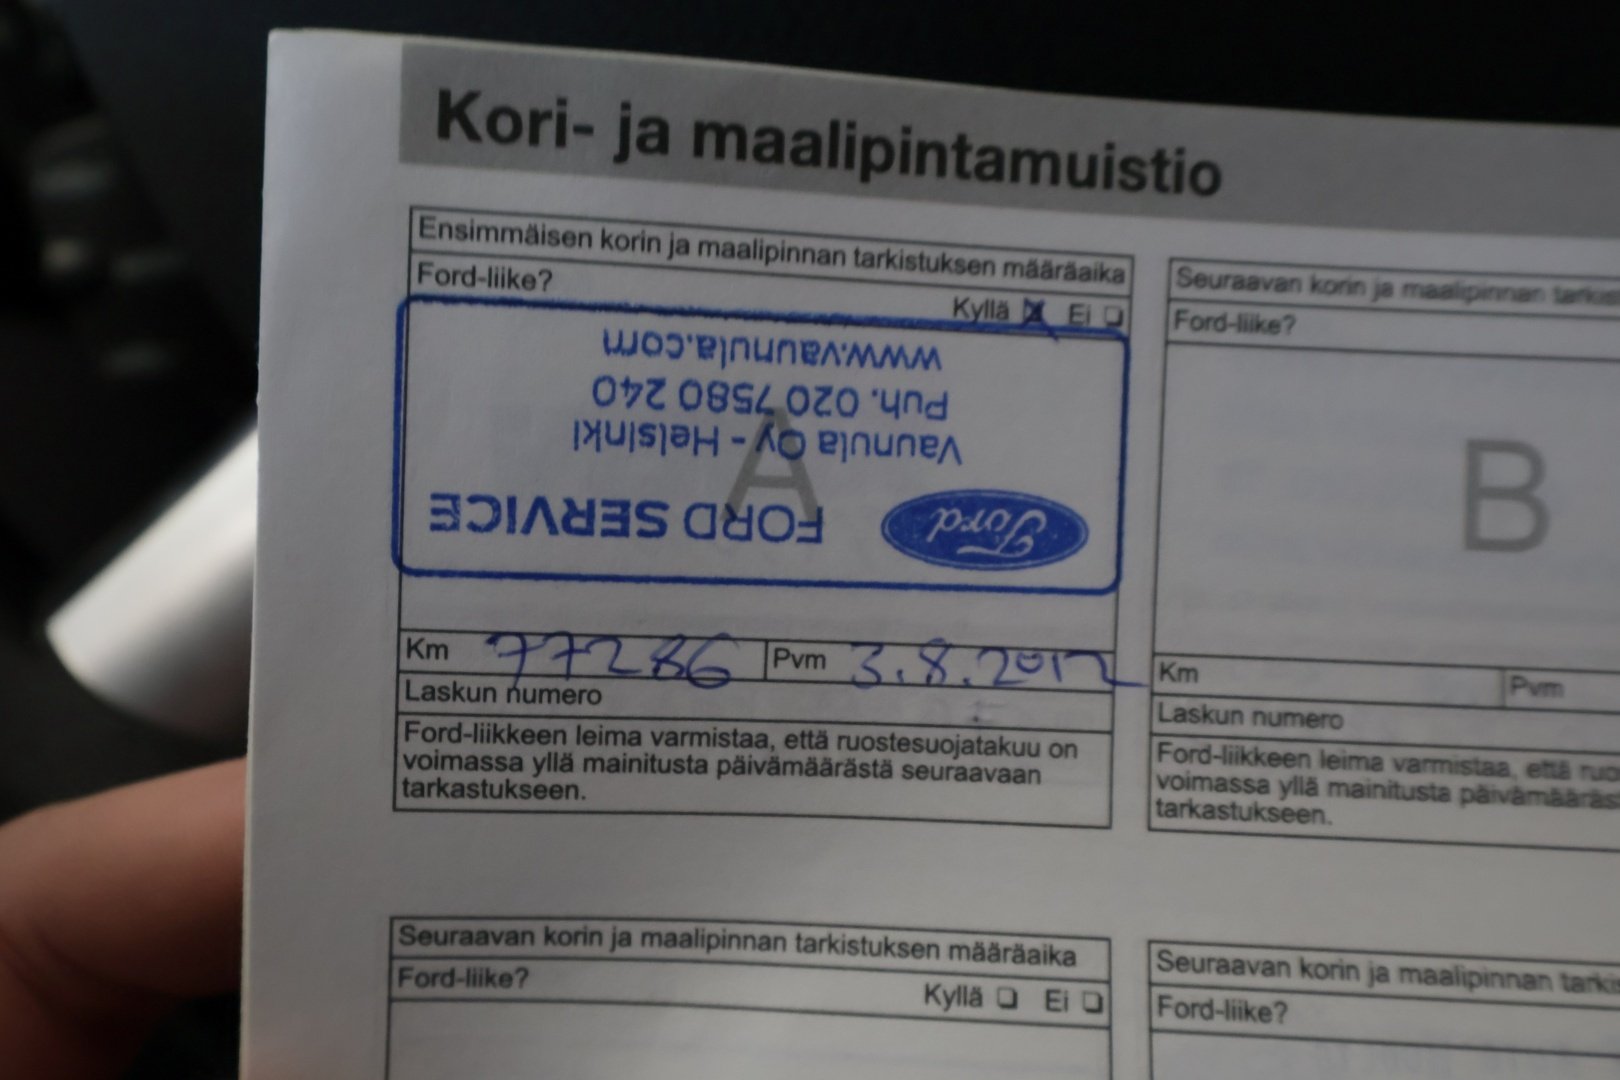 Kori- ja maalipintamuistio
Ensimmäisen korin ja maalipinnan tarkistuksen määräaika
Ford-liike?
Kyllä Ei
FORD SERVICE
Ford
Vaunula Oy - Helsinki
Puh. 020 7580 240
www.vaunula.com
A
Km 77286 Pvm 3.8.2012
Laskun numero
Ford-liikkeen leima varmistaa, että ruostesuojatakuu on
voimassa yllä mainitusta päivämäärästä seuraavaan
tarkastukseen.
Seuraavan korin ja maalipinnan
Ford-liike?
B
Km Pvm
Laskun numero
Ford-liikkeen leima varmistaa, että
voimassa yllä mainitusta
tarkastukseen.
Seuraavan korin ja maalipinnan tarkistuksen määräaika
Ford-liike?
Kyllä Ei
Seuraavan korin ja maalipinnan
Ford-liike?